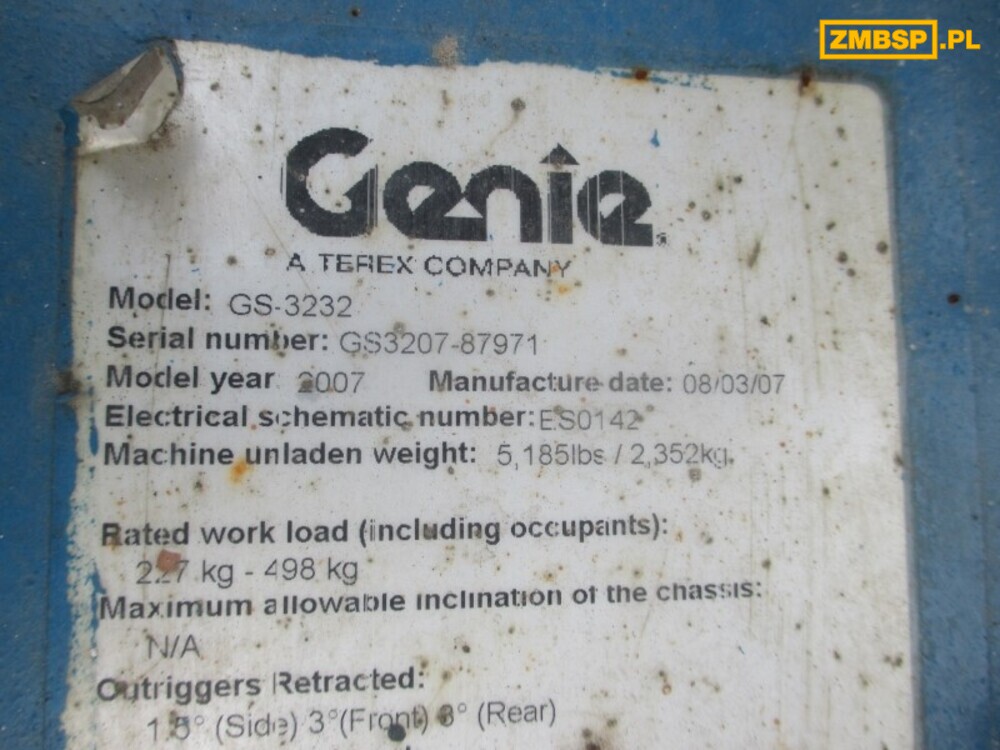 ZMBSP.PL
Genie
A TEREX COMPANY
Model: GS-3232
Serial number: GS3207-87971
Model year 2007 Manufacture date: 08/03/07
Electrical schematic number: ES0142
Machine unladen weight: 5,185lbs / 2,352kg.
Rated work load (including occupants):
227 kg - 498 kg
Maximum allowable inclination of the chassis:
N/A
Outriggers Retracted:
1.5° (Side) 3°(Front) 3° (Rear)